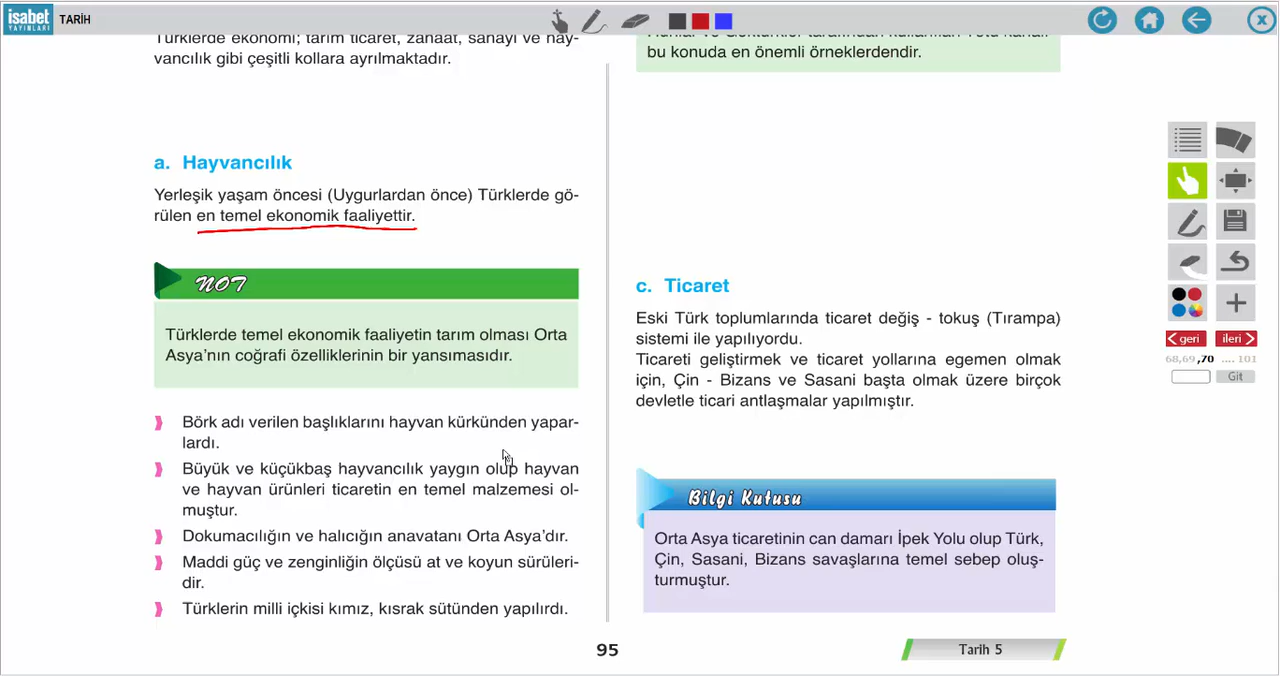 isabet
YAYINLARI
TARİH
Türklerde ekonomi; tarım ticaret, zanaat, sanayi ve hay-
vancılık gibi çeşitli kollara ayrılmaktadır.
a. Hayvancılık
Yerleşik yaşam öncesi (Uygurlardan önce) Türklerde gö-
rülen en temel ekonomik faaliyettir.
NOT
Türklerde temel ekonomik faaliyetin tarım olması Orta
Asya’nın coğrafi özelliklerinin bir yansımasıdır.
Börk adı verilen başlıklarını hayvan kürkünden yapar-
lardı.
Büyük ve küçükbaş hayvancılık yaygın olup hayvan
ve hayvan ürünleri ticaretin en temel malzemesi ol-
muştur.
Dokumacılığın ve halıcığın anavatanı Orta Asya’dır.
Maddi güç ve zenginliğin ölçüsü at ve koyun sürüleri-
dir.
Türklerin milli içkisi kımız, kısrak sütünden yapılırdı.
bu konuda en önemli örneklerdendir.
c. Ticaret
Eski Türk toplumlarında ticaret değiş - tokuş (Tırampa)
sistemi ile yapılıyordu.
Ticareti geliştirmek ve ticaret yollarına egemen olmak
için, Çin - Bizans ve Sasani başta olmak üzere birçok
devletle ticari antlaşmalar yapılmıştır.
Bilgi Kutusu
Orta Asya ticaretinin can damarı İpek Yolu olup Türk,
Çin, Sasani, Bizans savaşlarına temel sebep oluş-
turmuştur.
95
Tarih 5
geri
ileri
68,69,70 .... 101
Git